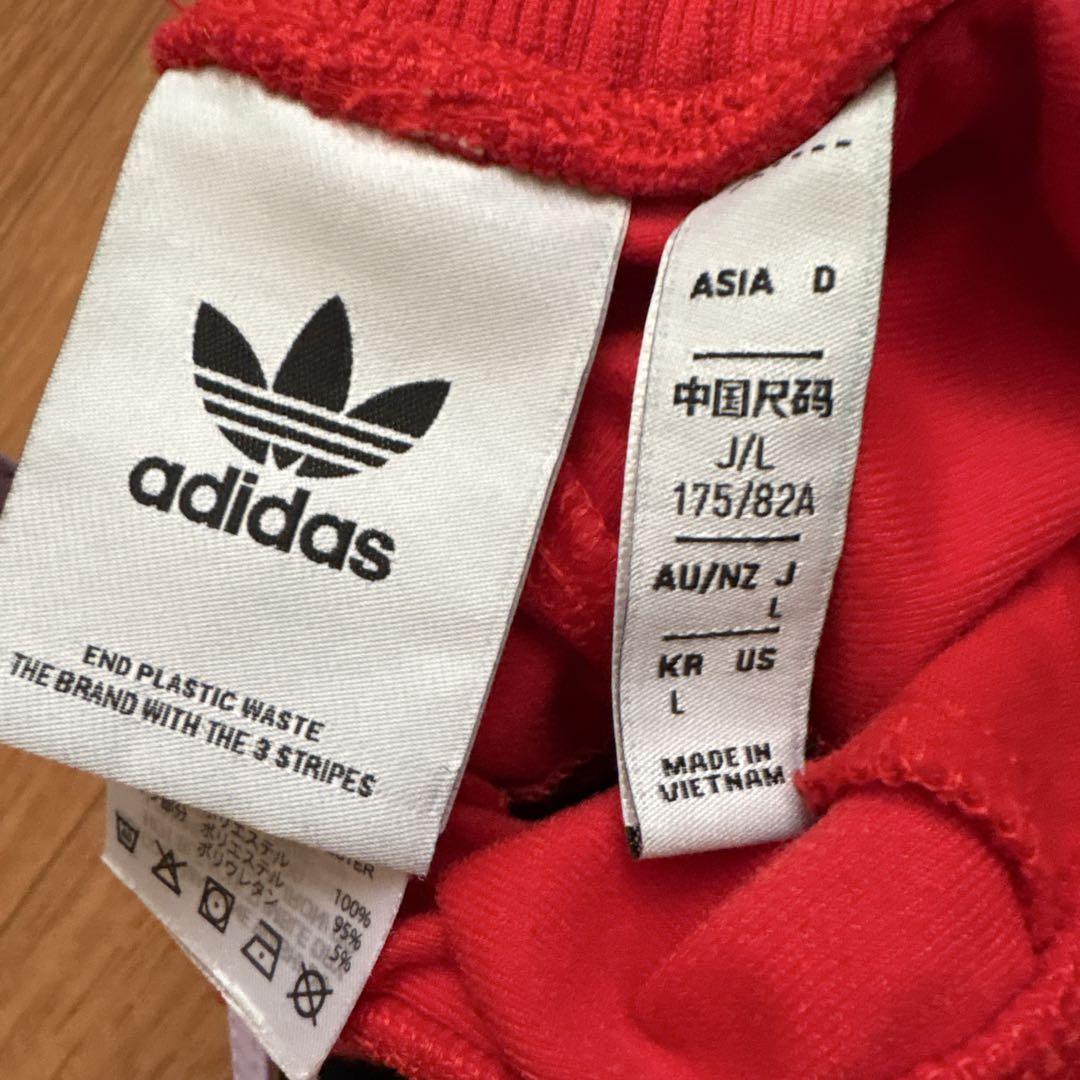 adidas
END PLASTIC WASTE
THE BRAND WITH THE 3 STRIPES
ASIA D
中国尺码
J/L
175/82A
AU/NZ J
L
KR US
L
MADE IN
VIETNAM
ポリエステル 100%
ポリエステル 95%
ポリウレタン 5%